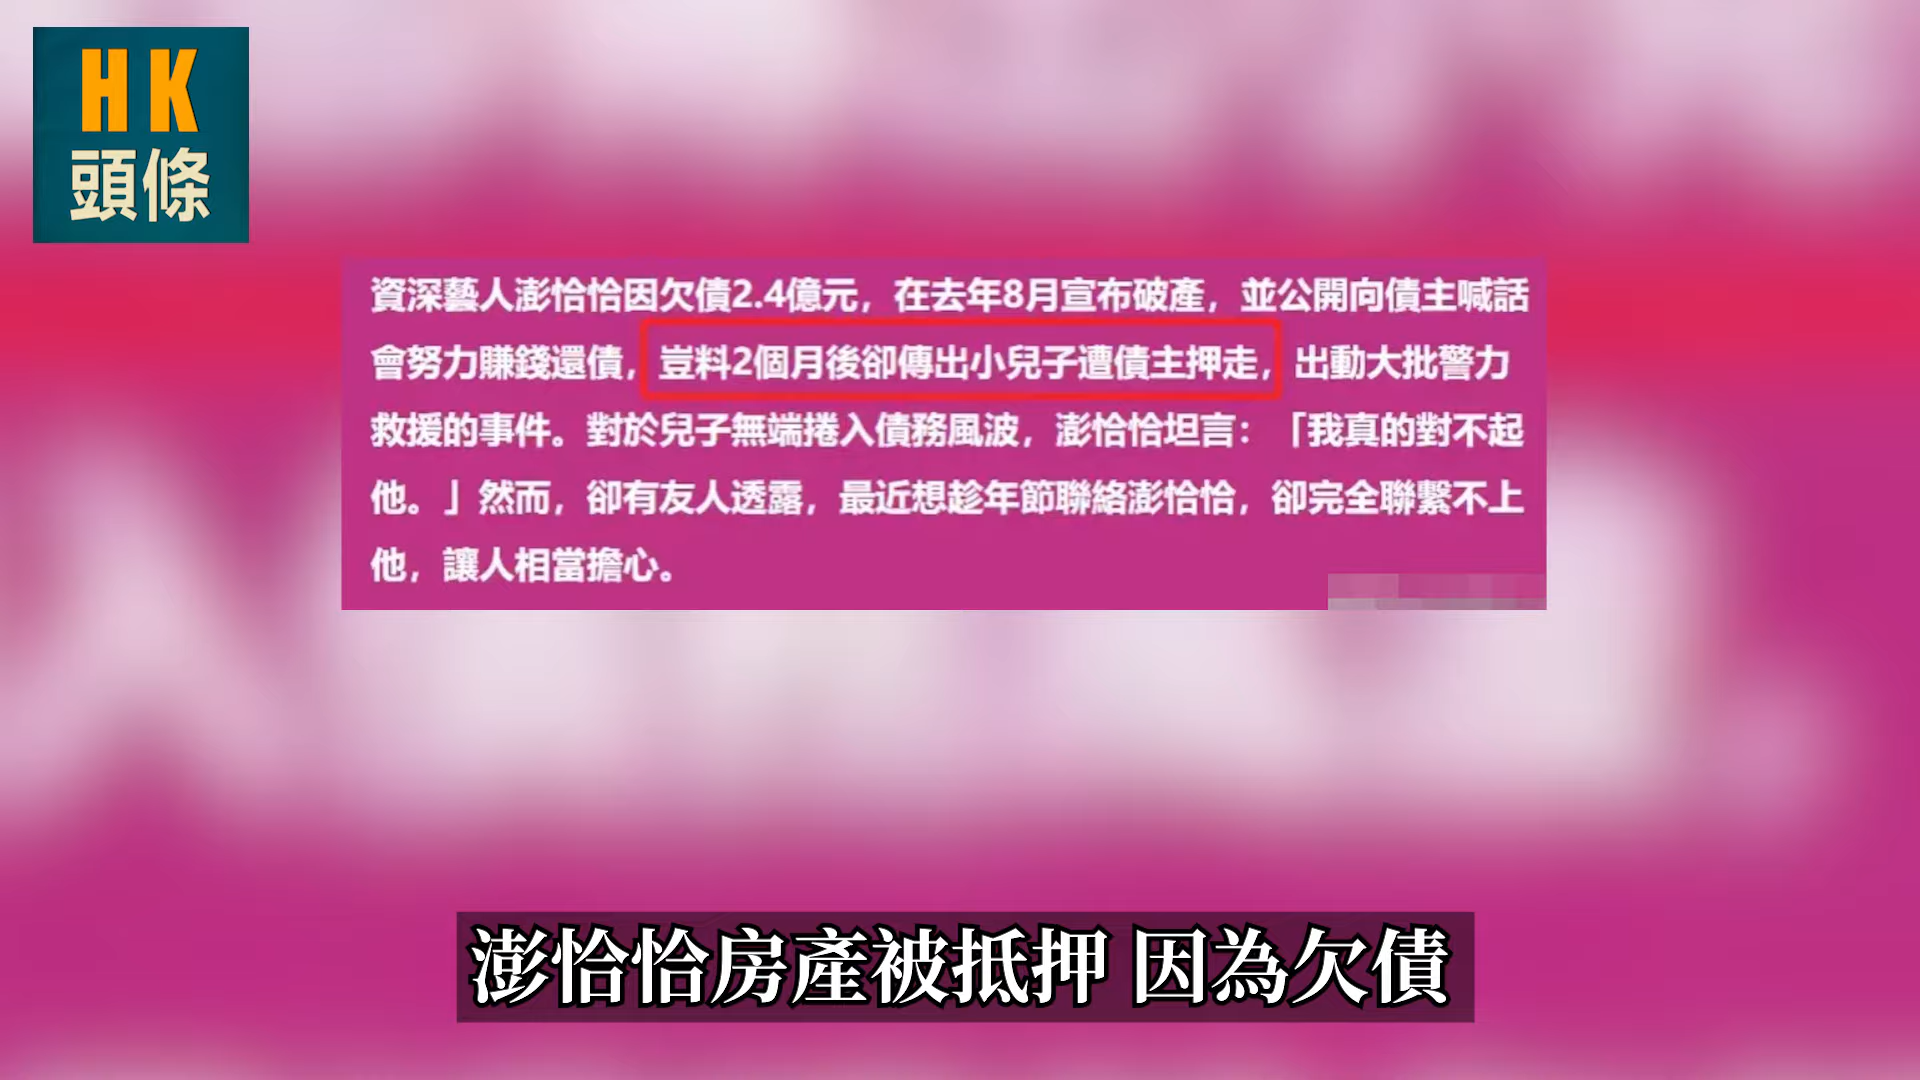 HK
頭條
資深藝人澎恰恰因欠債2.4億元，在去年8月宣布破產，並公開向債主喊話
會努力賺錢還債，豈料2個月後卻傳出小兒子遭債主押走，出動大批警力
救援的事件。對於兒子無端捲入債務風波，澎恰恰坦言：「我真的對不起
他。」然而，卻有友人透露，最近想趁年節聯絡澎恰恰，卻完全聯繫不上
他，讓人相當擔心。
澎恰恰房產被抵押 因為欠債